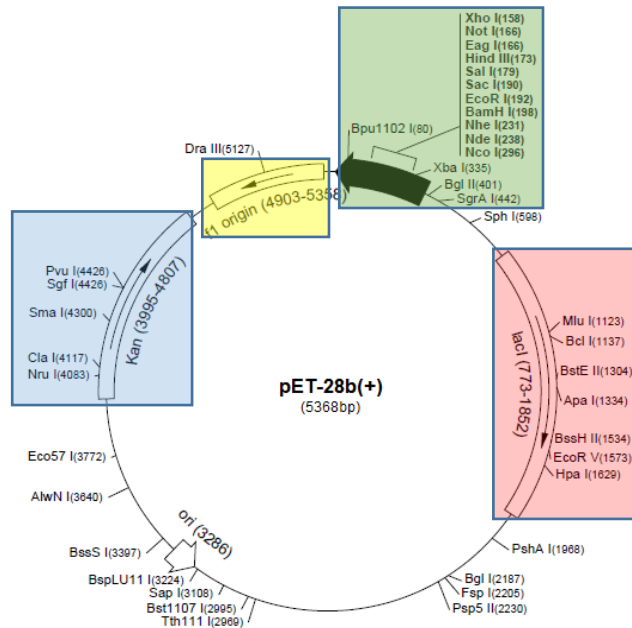 Xho I(158)
Not I(166)
Eag I(166)
Hind III(173)
Sal I(179)
Sac I(190)
EcoR I(192)
BamH I(198)
Nhe I(231)
Nde I(238)
Nco I(296)
Bpu1102 I(80)
Xba I(335)
Bgl II(401)
SgrA I(442)
Sph I(598)
Dra III(5127)
f1 origin (4903-5358)
Pvu I(4426)
Sgf I(4426)
Sma I(4300)
Cla I(4117)
Nru I(4083)
Kan (3995-4807)
Mlu I(1123)
Bcl I(1137)
BstE II(1304)
Apa I(1334)
BssH II(1534)
EcoR V(1573)
Hpa I(1629)
lacI (773-1852)
pET-28b(+)
(5368bp)
Eco57 I(3772)
AlwN I(3640)
ori (3286)
BssS I(3397)
BspLU11 I(3224)
Sap I(3108)
Bst1107 I(2995)
Tth111 I(2969)
PshA I(1968)
Bgl I(2187)
Fsp I(2205)
Psp5 II(2230)